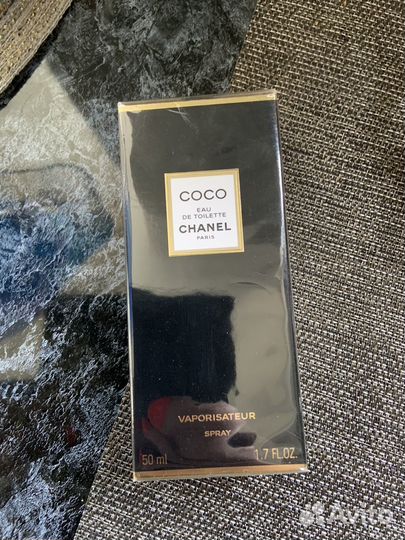 COCO
EAU
DE TOILETTE
CHANEL
PARIS
VAPORISATEUR
SPRAY
50 ml 1.7 FL.OZ.
Avito